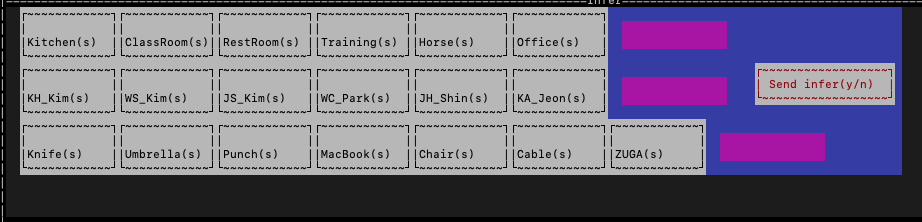 Infer
Kitchen(s) ClassRoom(s) RestRoom(s) Training(s) Horse(s) Office(s)
Send infer(y/n)
KH_Kim(s) WS_Kim(s) JS_Kim(s) WC_Park(s) JH_Shin(s) KA_Jeon(s)
Knife(s) Umbrella(s) Punch(s) MacBook(s) Chair(s) Cable(s) ZUGA(s)